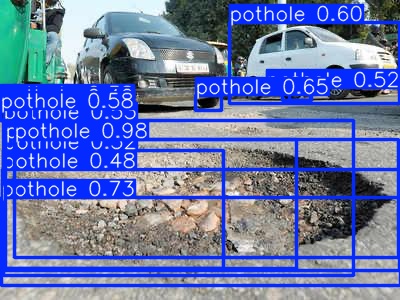 pothole 0.60
pothole 0.52
pothole 0.65
pothole 0.58
pothole 0.55
pothole 0.98
pothole 0.52
pothole 0.48
pothole 0.73